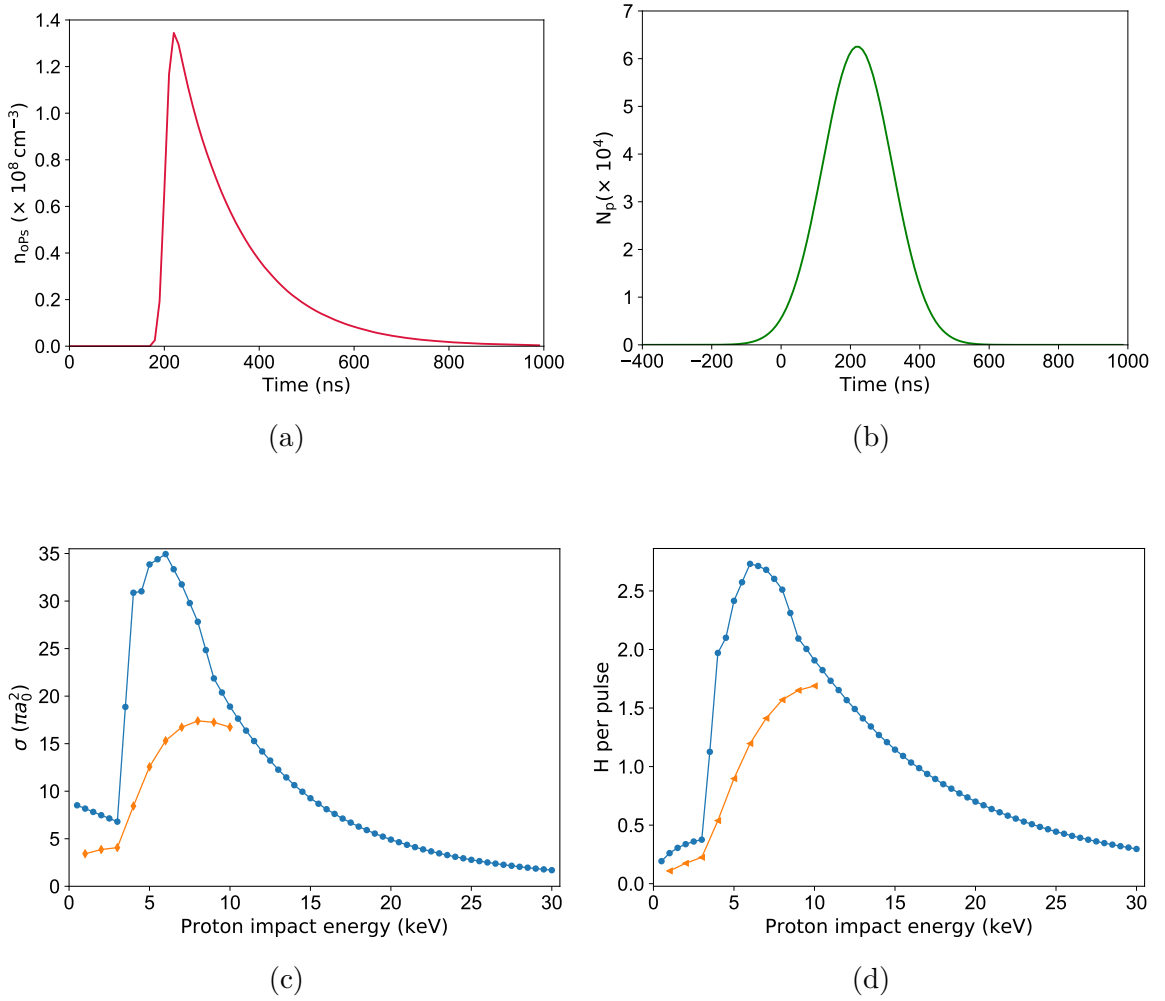 n_oPs (× 10^8 cm^−3)
1.4
1.2
1.0
0.8
0.6
0.4
0.2
0.0
0 200 400 600 800 1000
Time (ns)
(a)
N_p(× 10^4)
7
6
5
4
3
2
1
0
−400 −200 0 200 400 600 800 1000
Time (ns)
(b)
σ (πa_0^2)
35
30
25
20
15
10
5
0
0 5 10 15 20 25 30
Proton impact energy (keV)
(c)
H per pulse
2.5
2.0
1.5
1.0
0.5
0.0
0 5 10 15 20 25 30
Proton impact energy (keV)
(d)